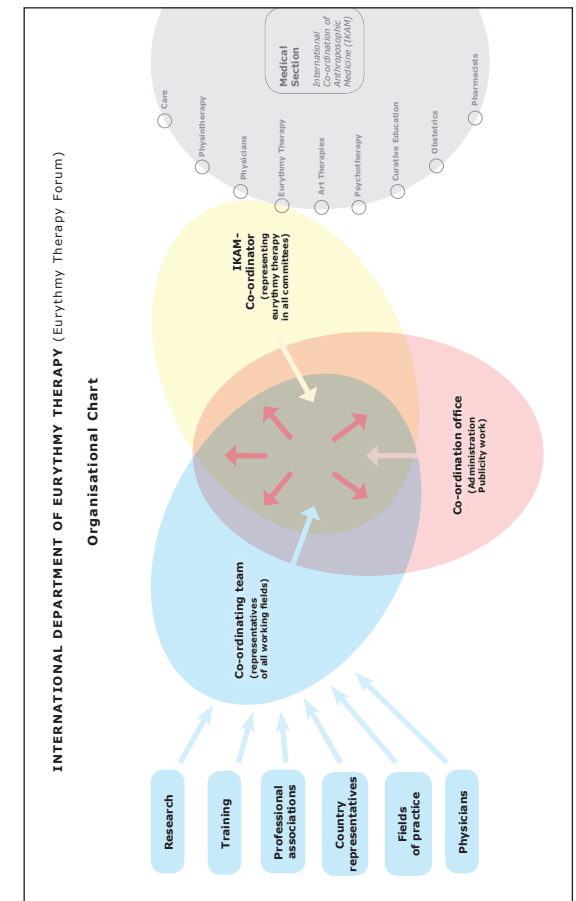 INTERNATIONAL DEPARTMENT OF EURYTHMY THERAPY (Eurythmy Therapy Forum)
Organisational Chart
Research
Training
Professional
associations
Country
representatives
Fields
of practice
Physicians
Co-ordinating team
(representatives
of all working fields)
IKAM-
Co-ordinator
(representing
eurythmy therapy
in all committees)
Co-ordination office
(Administration
Publicity work)
Care
Physiotherapy
Physicians
Eurythmy Therapy
Art Therapies
Psychotherapy
Curative Education
Obstetrics
Pharmacists
Medical
Section
International
Co-ordination of
Anthroposophic
Medicine (IKAM)